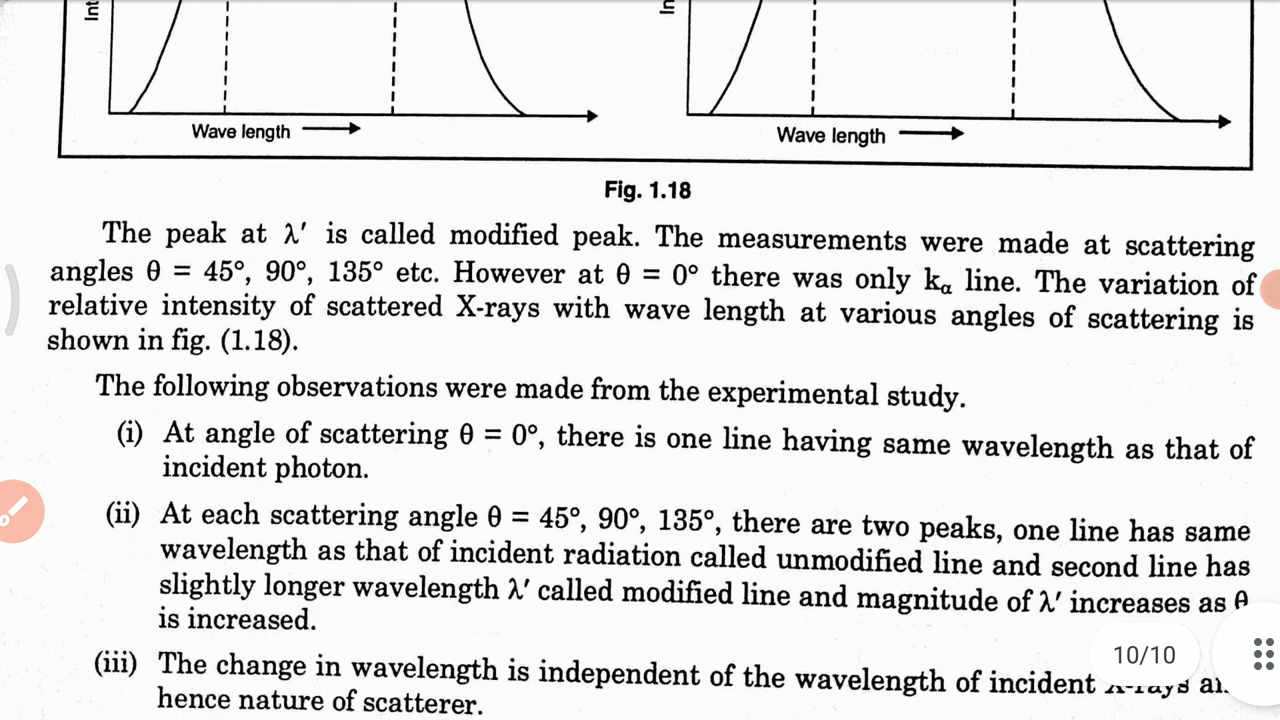 Int
In
Wave length
Wave length
Fig. 1.18
The peak at λ′ is called modified peak. The measurements were made at scattering
angles θ = 45°, 90°, 135° etc. However at θ = 0° there was only kα line. The variation of
relative intensity of scattered X-rays with wave length at various angles of scattering is
shown in fig. (1.18).
The following observations were made from the experimental study.
(i) At angle of scattering θ = 0°, there is one line having same wavelength as that of
incident photon.
(ii) At each scattering angle θ = 45°, 90°, 135°, there are two peaks, one line has same
wavelength as that of incident radiation called unmodified line and second line has
slightly longer wavelength λ′ called modified line and magnitude of λ′ increases as θ
is increased.
(iii) The change in wavelength is independent of the wavelength of incident X-rays
hence nature of scatterer.
10/10